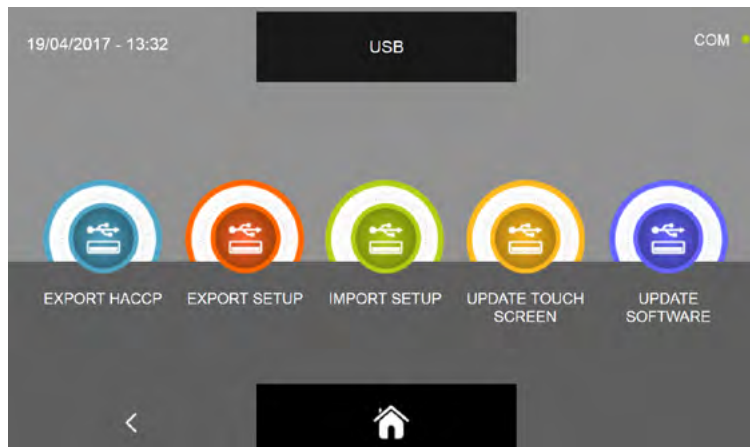 19/04/2017 - 13:32
USB
COM
EXPORT HACCP
EXPORT SETUP
IMPORT SETUP
UPDATE TOUCH
SCREEN
UPDATE
SOFTWARE